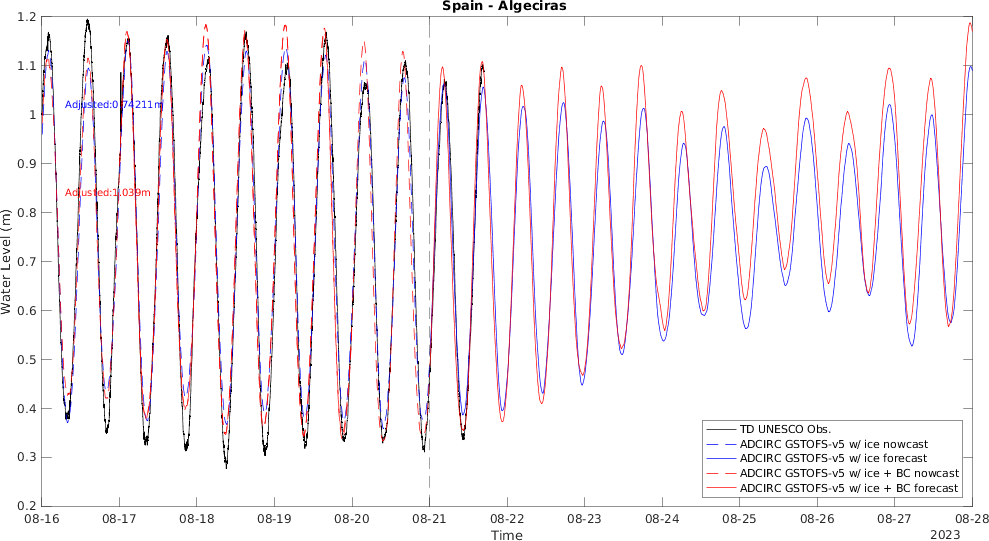 Spain - Algeciras
1.2
1.1
1
0.9
0.8
0.7
0.6
0.5
0.4
0.3
0.2
Water Level (m)
Adjusted:0.74211m
Adjusted:1.039m
TD UNESCO Obs.
ADCIRC GSTOFS-v5 w/ ice nowcast
ADCIRC GSTOFS-v5 w/ ice forecast
ADCIRC GSTOFS-v5 w/ ice + BC nowcast
ADCIRC GSTOFS-v5 w/ ice + BC forecast
08-16 08-17 08-18 08-19 08-20 08-21 08-22 08-23 08-24 08-25 08-26 08-27 08-28
Time
2023